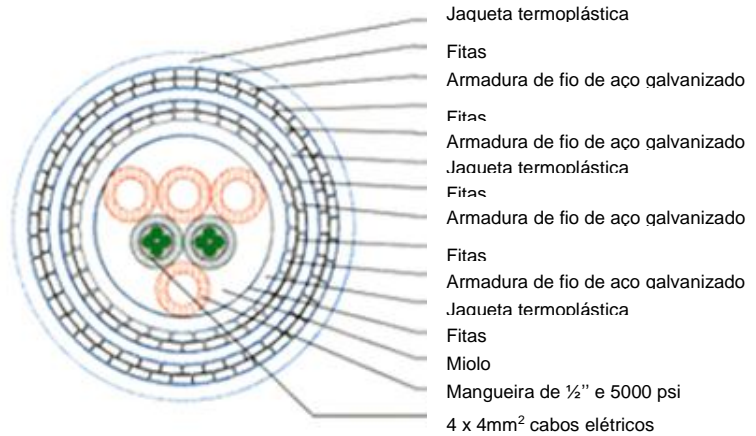 Jaqueta termoplástica
Fitas
Armadura de fio de aço galvanizado
Fitas
Armadura de fio de aço galvanizado
Jaqueta termoplástica
Fitas
Armadura de fio de aço galvanizado
Fitas
Armadura de fio de aço galvanizado
Jaqueta termoplástica
Fitas
Miolo
Mangueira de ½’’ e 5000 psi
4 x 4mm² cabos elétricos